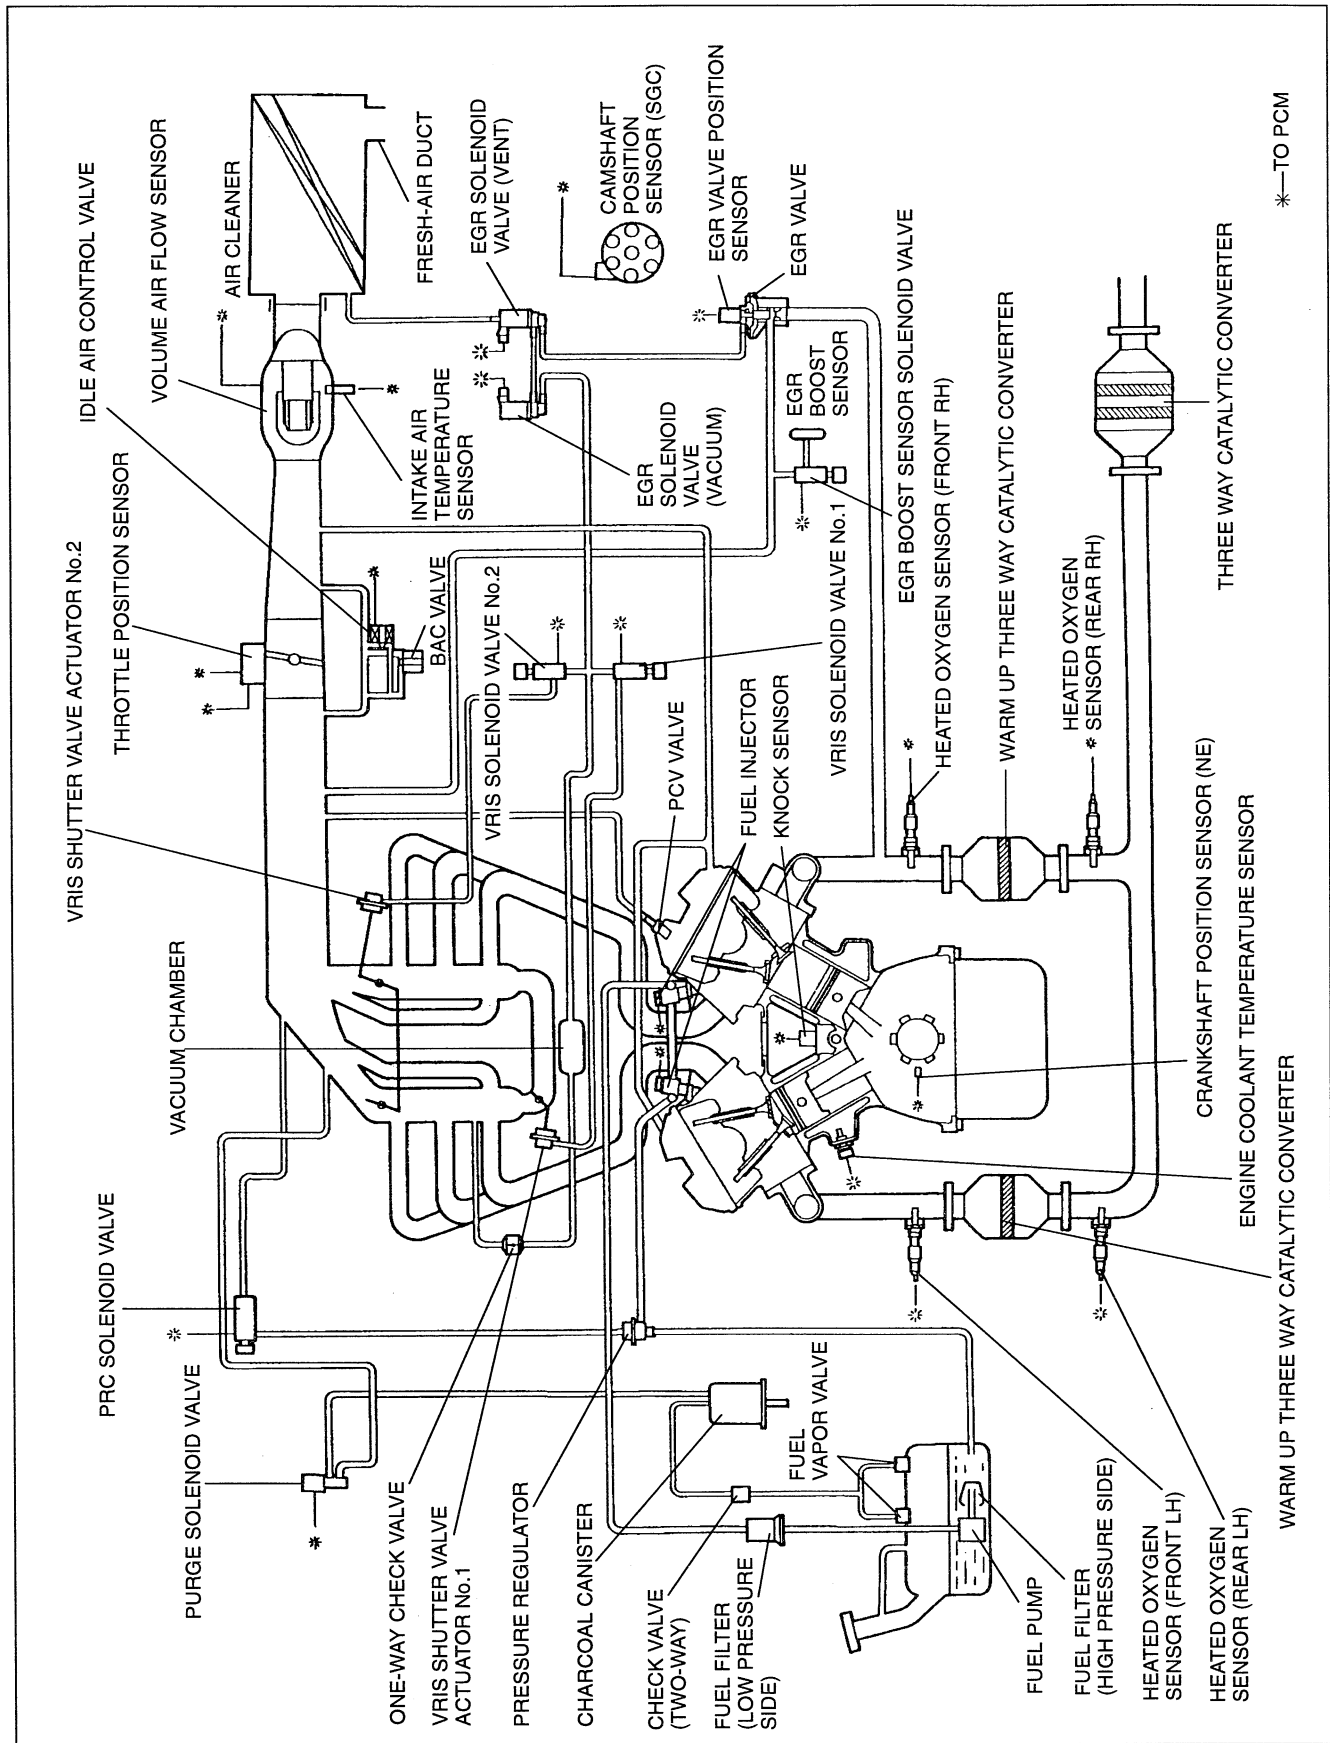 PURGE SOLENOID VALVE
PRC SOLENOID VALVE
VACUUM CHAMBER
VRIS SHUTTER VALVE ACTUATOR No.2
THROTTLE POSITION SENSOR
IDLE AIR CONTROL VALVE
VOLUME AIR FLOW SENSOR
AIR CLEANER
FRESH-AIR DUCT
INTAKE AIR
TEMPERATURE
SENSOR
BAC VALVE
EGR SOLENOID
VALVE (VENT)
CAMSHAFT
POSITION
SENSOR (SGC)
EGR
SOLENOID
VALVE
(VACUUM)
VRIS SOLENOID VALVE No.2
EGR VALVE POSITION
SENSOR
EGR VALVE
EGR
BOOST
SENSOR
PCV VALVE
FUEL INJECTOR
KNOCK SENSOR
VRIS SOLENOID VALVE No.1
EGR BOOST SENSOR SOLENOID VALVE
HEATED OXYGEN SENSOR (FRONT RH)
WARM UP THREE WAY CATALYTIC CONVERTER
HEATED OXYGEN
SENSOR (REAR RH)
THREE WAY CATALYTIC CONVERTER
✳—TO PCM
ONE-WAY CHECK VALVE
VRIS SHUTTER VALVE
ACTUATOR No.1
PRESSURE REGULATOR
CHARCOAL CANISTER
CHECK VALVE
(TWO-WAY)
FUEL FILTER
(LOW PRESSURE
SIDE)
FUEL
VAPOR VALVE
FUEL PUMP
FUEL FILTER
(HIGH PRESSURE SIDE)
HEATED OXYGEN
SENSOR (FRONT LH)
HEATED OXYGEN
SENSOR (REAR LH)
CRANKSHAFT POSITION SENSOR (NE)
ENGINE COOLANT TEMPERATURE SENSOR
WARM UP THREE WAY CATALYTIC CONVERTER